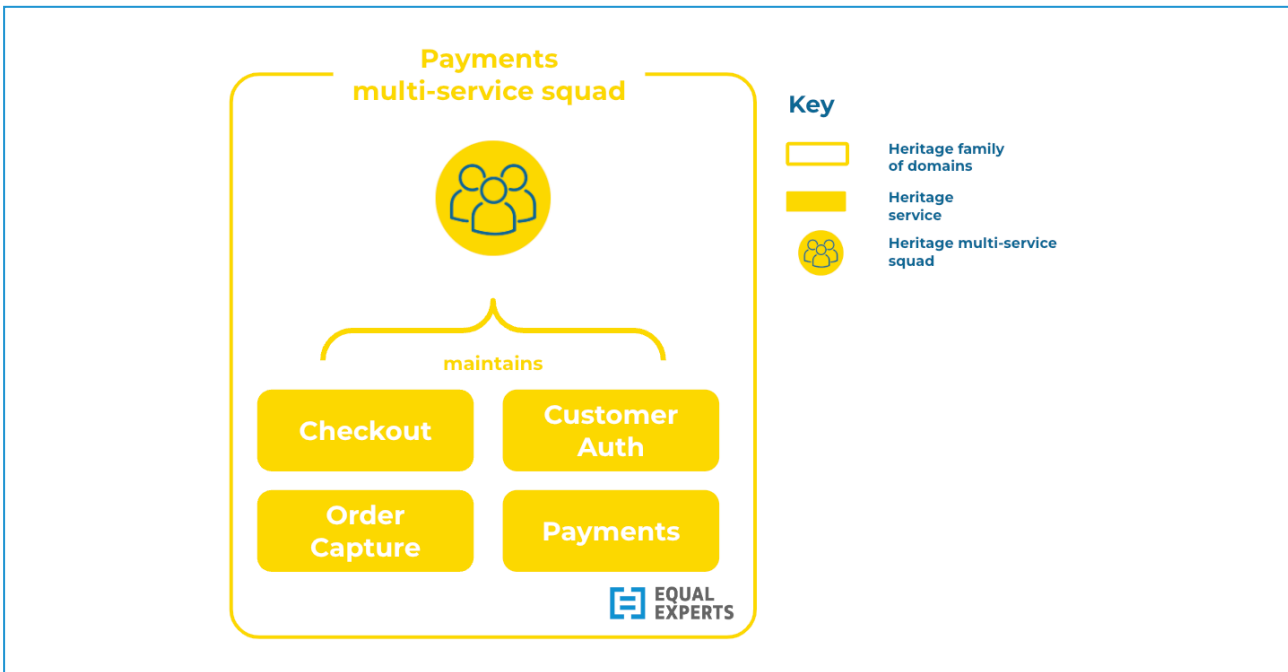 Payments
multi-service squad
Key
Heritage family
of domains
Heritage
service
Heritage multi-service
squad
maintains
Checkout
Customer
Auth
Order
Capture
Payments
EQUAL
EXPERTS